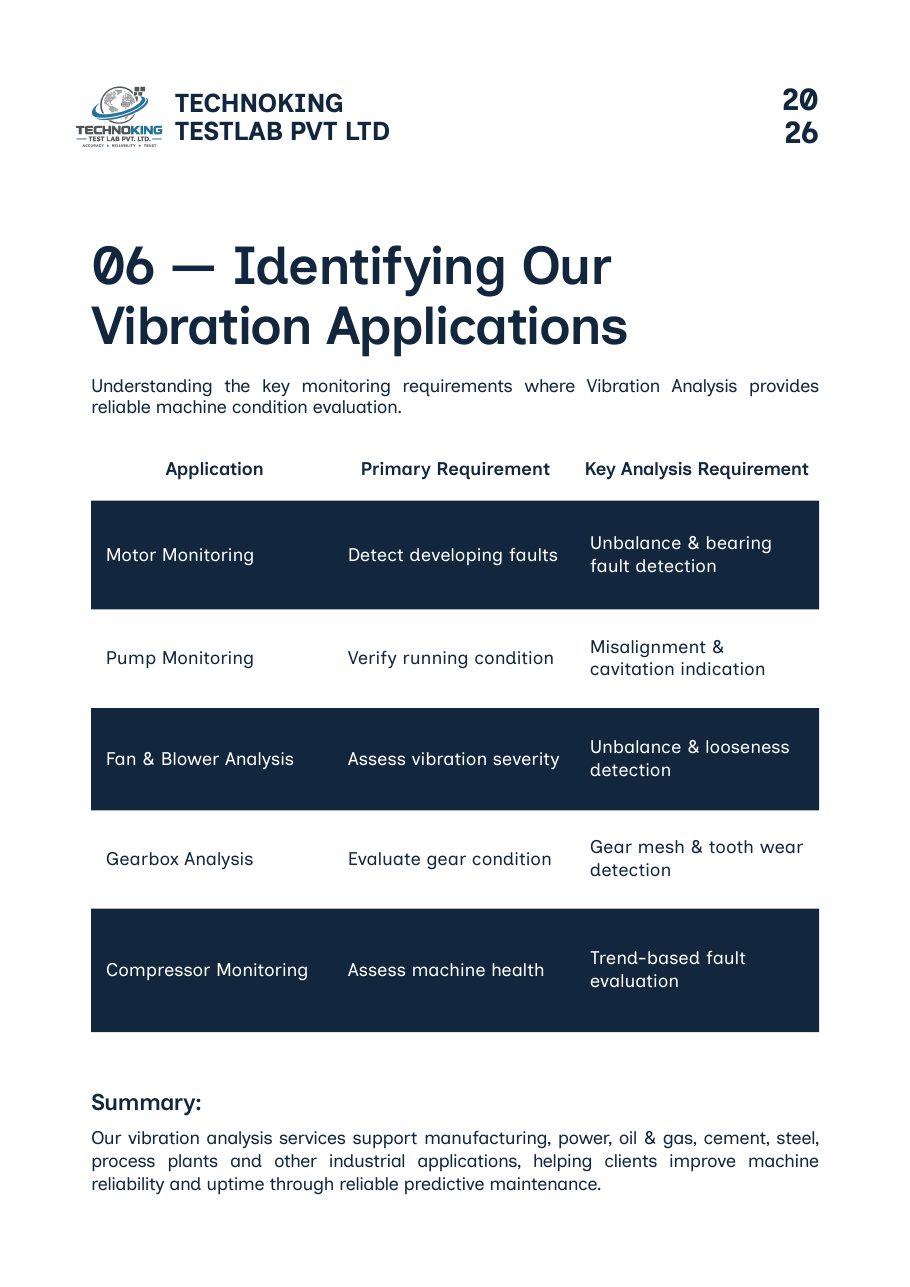 TECHNOKING
TEST LAB PVT. LTD.
ACCURACY • RELIABILITY • TRUST
TECHNOKING
TESTLAB PVT LTD
20
26
06 — Identifying Our
Vibration Applications
Understanding the key monitoring requirements where Vibration Analysis provides
reliable machine condition evaluation.
Application Primary Requirement Key Analysis Requirement
Motor Monitoring Detect developing faults Unbalance & bearing
fault detection
Pump Monitoring Verify running condition Misalignment &
cavitation indication
Fan & Blower Analysis Assess vibration severity Unbalance & looseness
detection
Gearbox Analysis Evaluate gear condition Gear mesh & tooth wear
detection
Compressor Monitoring Assess machine health Trend-based fault
evaluation
Summary:
Our vibration analysis services support manufacturing, power, oil & gas, cement, steel,
process plants and other industrial applications, helping clients improve machine
reliability and uptime through reliable predictive maintenance.